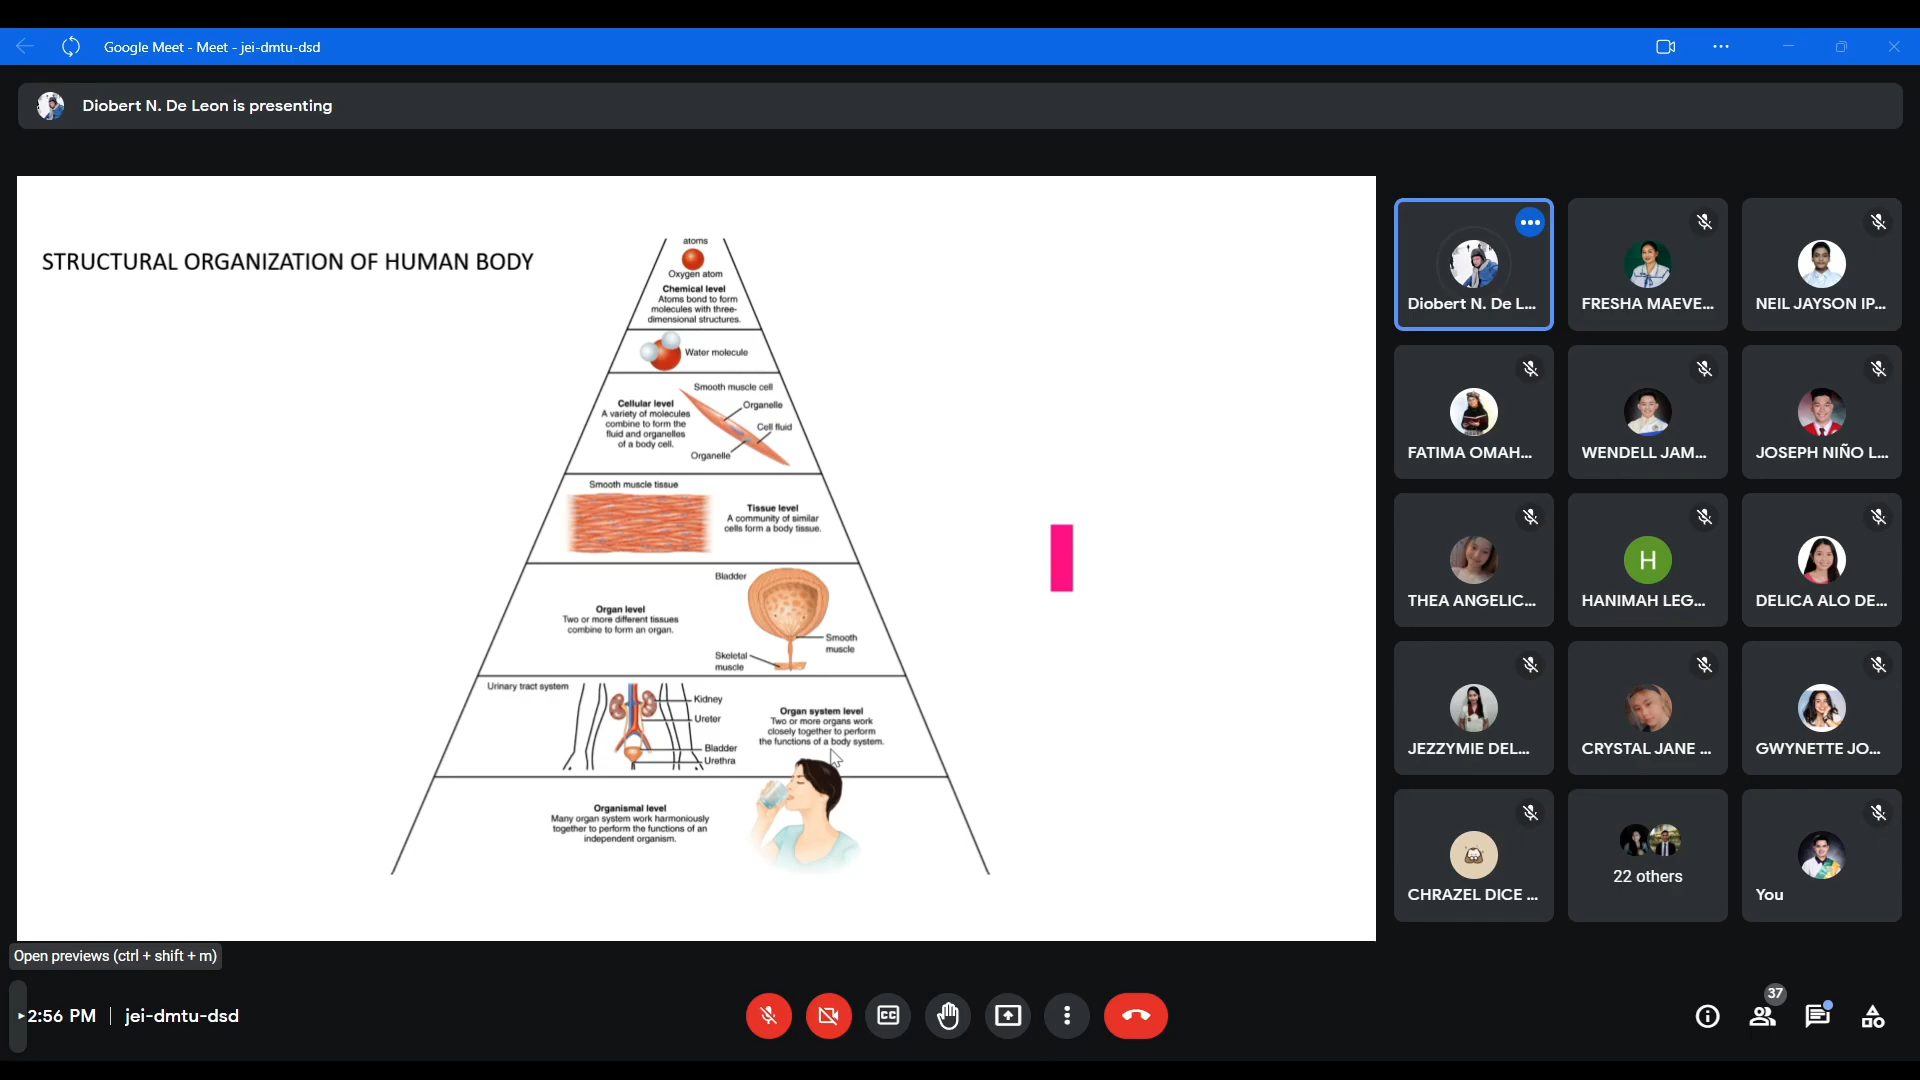 Google Meet - Meet - jei-dmtu-dsd
Diobert N. De Leon is presenting
STRUCTURAL ORGANIZATION OF HUMAN BODY
atoms
Oxygen atom
Chemical level
Atoms bond to form
molecules with three-
dimensional structures.
Water molecule
Smooth muscle cell
Organelle
Cell fluid
Organelle
Cellular level
A variety of molecules
combine to form the
fluid and organelles
of a body cell.
Smooth muscle tissue
Tissue level
A community of similar
cells form a body tissue.
Bladder
Organ level
Two or more different tissues
combine to form an organ.
Smooth
muscle
Skeletal
muscle
Urinary tract system
Kidney
Ureter
Bladder
Urethra
Organ system level
Two or more organs work
closely together to perform
the functions of a body system.
Organismal level
Many organ system work harmoniously
together to perform the functions of an
independent organism.
Diobert N. De L...
FRESHA MAEVE...
NEIL JAYSON IP...
FATIMA OMAH...
WENDELL JAM...
JOSEPH NIÑO L...
THEA ANGELIC...
H
HANIMAH LEG...
DELICA ALO DE...
JEZZYMIE DEL...
CRYSTAL JANE ...
GWYNETTE JO...
CHRAZEL DICE ...
22 others
You
Open previews (ctrl + shift + m)
2:56 PM | jei-dmtu-dsd
CC
37